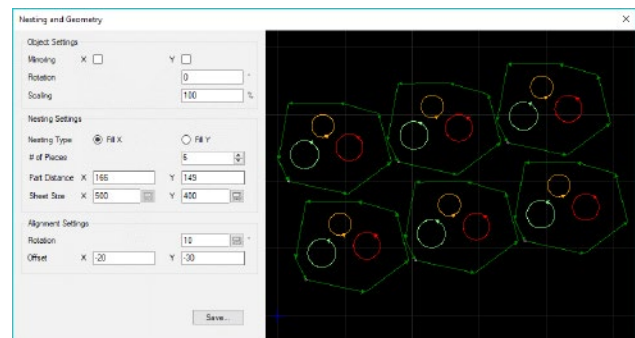 Nesting and Geometry
Object Settings
Mirroring X Y
Rotation 0 °
Scaling 100 %
Nesting Settings
Nesting Type Fill X Fill Y
# of Pieces 6
Part Distance X 166 Y 149
Sheet Size X 500 Y 400
Alignment Settings
Rotation 10 °
Offset X -20 Y -30
Save...